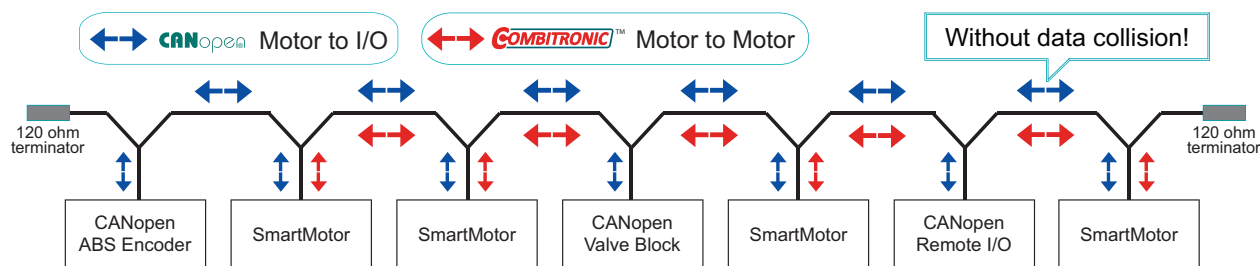 CANopen Motor to I/O
COMBITRONIC™ Motor to Motor
Without data collision!
120 ohm
terminator
120 ohm
terminator
CANopen
ABS Encoder
SmartMotor
SmartMotor
CANopen
Valve Block
SmartMotor
CANopen
Remote I/O
SmartMotor